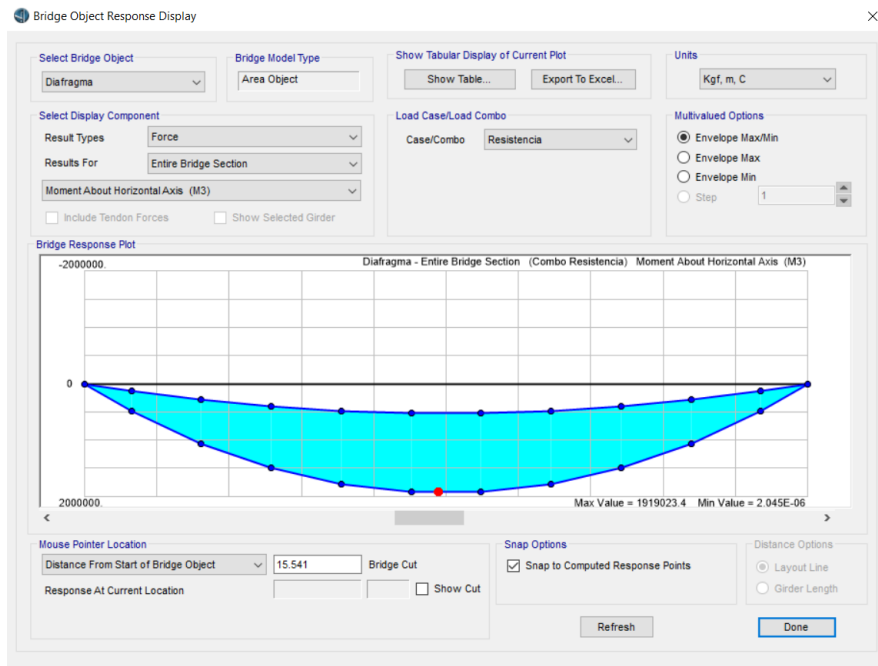 Bridge Object Response Display
Select Bridge Object
Diafragma
Bridge Model Type
Area Object
Show Tabular Display of Current Plot
Show Table...
Export To Excel...
Units
Kgf, m, C
Select Display Component
Result Types
Force
Results For
Entire Bridge Section
Moment About Horizontal Axis (M3)
Include Tendon Forces
Show Selected Girder
Load Case/Load Combo
Case/Combo
Resistencia
Multivalued Options
Envelope Max/Min
Envelope Max
Envelope Min
Step
1
Bridge Response Plot
-2000000.
Diafragma - Entire Bridge Section (Combo Resistencia) Moment About Horizontal Axis (M3)
0
2000000.
Max Value = 1919023.4 Min Value = 2.045E-06
Mouse Pointer Location
Distance From Start of Bridge Object
15.541
Bridge Cut
Response At Current Location
Show Cut
Snap Options
Snap to Computed Response Points
Distance Options
Layout Line
Girder Length
Refresh
Done